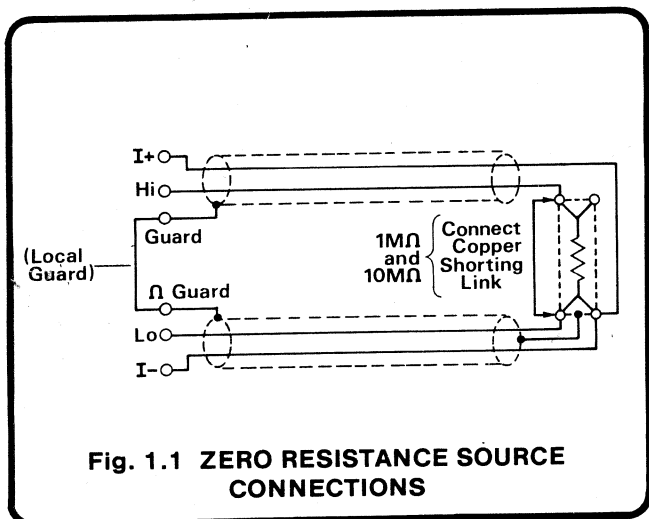 I+
Hi
Guard
(Local
Guard)
Ω Guard
Lo
I-
1MΩ
and
10MΩ
Connect
Copper
Shorting
Link
Fig. 1.1 ZERO RESISTANCE SOURCE
CONNECTIONS